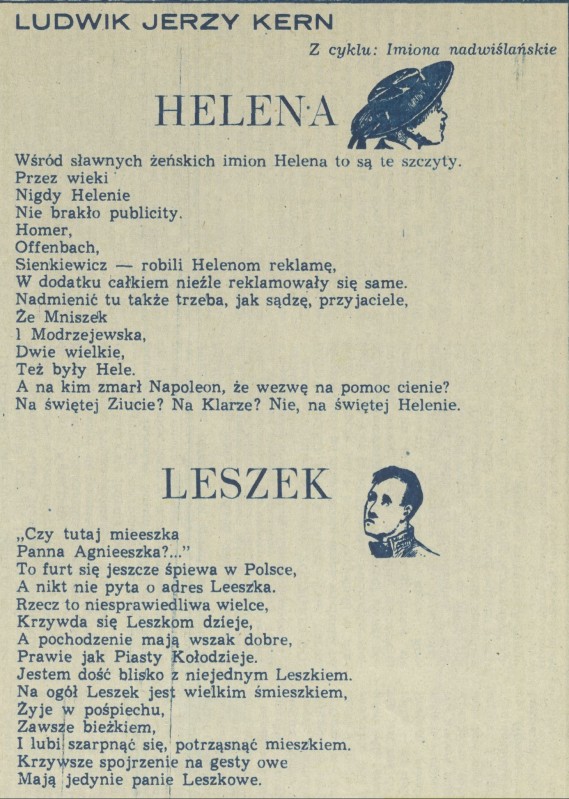 LUDWIK JERZY KERN
Z cyklu: Imiona nadwiślańskie
HELENA
Wśród sławnych żeńskich imion Helena to są te szczyty.
Przez wieki
Nigdy Helenie
Nie brakło publicity.
Homer,
Offenbach,
Sienkiewicz — robili Helenom reklamę,
W dodatku całkiem nieźle reklamowały się same.
Nadmienić tu także trzeba, jak sądzę, przyjaciele,
Że Mniszek
l Modrzejewska,
Dwie wielkie,
Też były Hele.
A na kim zmarł Napoleon, że wezwę na pomoc cienie?
Na świętej Ziucie? Na Klarze? Nie, na świętej Helenie.
LESZEK
„Czy tutaj mieeszka
Panna Agnieeszka?..."
To furt się jeszcze śpiewa w Polsce,
A nikt nie pyta o adres Leeszka.
Rzecz to niesprawiedliwa wielce,
Krzywda się Leszkom dzieje,
A pochodzenie mają wszak dobre,
Prawie jak Piasty Kołodzieje.
Jestem dość blisko z niejednym Leszkiem.
Na ogół Leszek jest wielkim śmieszkiem,
Żyje w pośpiechu,
Zawsze bieżkiem,
I lubi szarpnąć się, potrząsnąć mieszkiem.
Krzywsze spojrzenie na gesty owe
Mają jedynie panie Leszkowe.